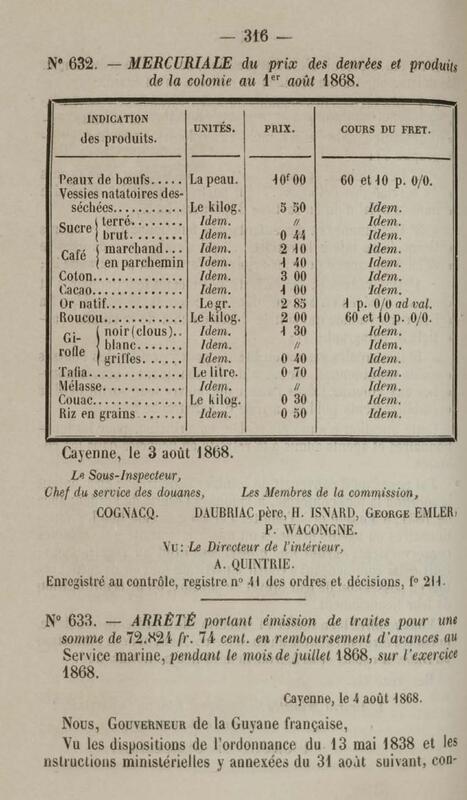 — 316 —
N° 632. — MERCURIALE du prix des denrées et produits
de la colonie au 1er août 1868.
INDICATION des produits. | UNITÉS. | PRIX. | COURS DU FRET.
Peaux de bœufs..... | La peau. | 10f 00 | 60 et 10 p. 0/0.
Vessies natatoires des-
séchées........... | Le kilog. | 5 50 | Idem.
Sucre { terré....... | Idem. | // | Idem.
{ brut........ | Idem. | 0 44 | Idem.
Café { marchand... | Idem. | 2 10 | Idem.
{ en parchemin | Idem. | 1 40 | Idem.
Coton.............. | Idem. | 3 00 | Idem.
Cacao.............. | Idem. | 1 00 | Idem.
Or natif............ | Le gr. | 2 85 | 1 p. 0/0 ad val.
Roucou............ | Le kilog. | 2 00 | 60 et 10 p. 0/0.
Gi-rofle { noir (clous).. | Idem. | 1 30 | Idem.
{ blanc....... | Idem. | // | Idem.
{ griffes...... | Idem. | 0 40 | Idem.
Tafia.............. | Le litre. | 0 70 | Idem.
Mélasse............ | Idem. | // | Idem.
Couac.............. | Le kilog. | 0 30 | Idem.
Riz en grains ...... | Idem. | 0 50 | Idem.
Cayenne, le 3 août 1868.
Le Sous-Inspecteur,
Chef du service des douanes, Les Membres de la commission,
COGNACQ. DAUBRIAC père, H. ISNARD, GEORGE EMLER,
P. WACONGNE.
VU: Le Directeur de l'intérieur,
A. QUINTRIE.
Enregistré au contrôle, registre n° 41 des ordres et décisions, f° 211.
N° 633. — ARRÊTÉ portant émission de traites pour une
somme de 72.824 fr. 74 cent. en remboursement d'avances au
Service marine, pendant le mois de juillet 1868, sur l'exercice
1868.
Cayenne, le 4 août 1868.
NOUS, GOUVERNEUR de la Guyane française,
Vu les dispositions de l'ordonnance du 13 mai 1838 et les
nstructions ministérielles y annexées du 31 août suivant, con-